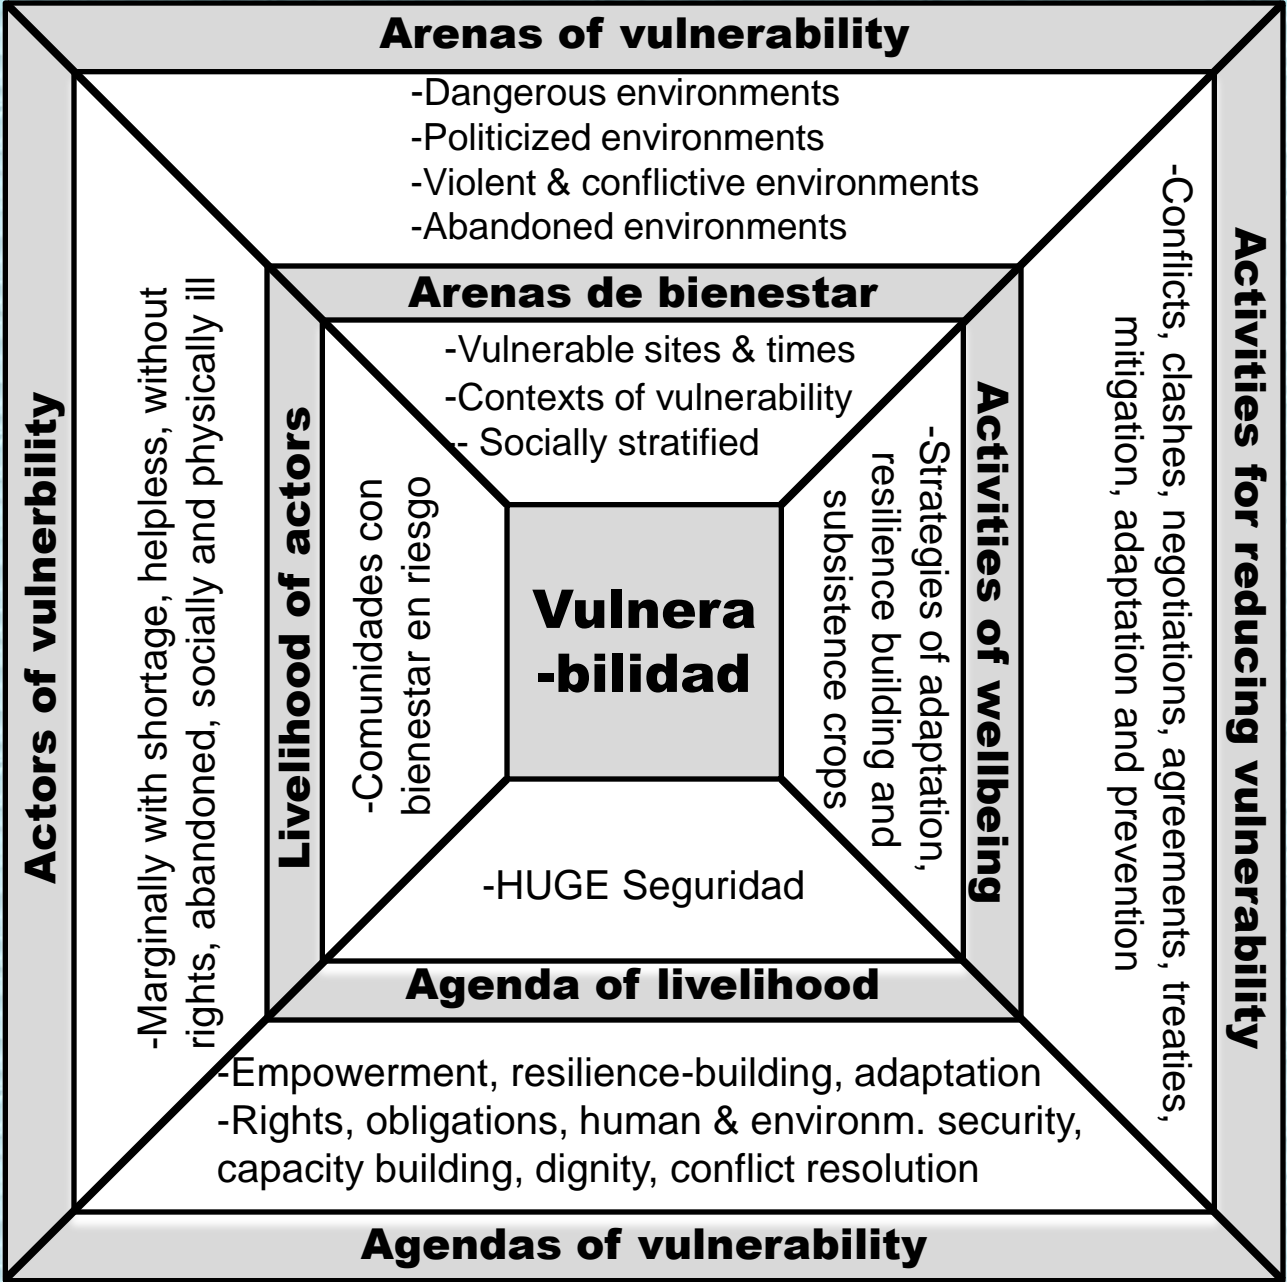 Arenas of vulnerability
-Dangerous environments
-Politicized environments
-Violent & conflictive environments
-Abandoned environments
Arenas de bienestar
-Vulnerable sites & times
-Contexts of vulnerability
-- Socially stratified
Actors of vulnerbility
-Marginally with shortage, helpless, without
rights, abandoned, socially and physically ill
Livelihood of actors
-Comunidades con
bienestar en riesgo
Vulnera
-bilidad
-Strategies of adaptation,
resilience building and
subsistence crops
Activities of wellbeing
-Conflicts, clashes, negotiations, agreements, treaties,
mitigation, adaptation and prevention
Activities for reducing vulnerability
-HUGE Seguridad
Agenda of livelihood
-Empowerment, resilience-building, adaptation
-Rights, obligations, human & environm. security,
capacity building, dignity, conflict resolution
Agendas of vulnerability